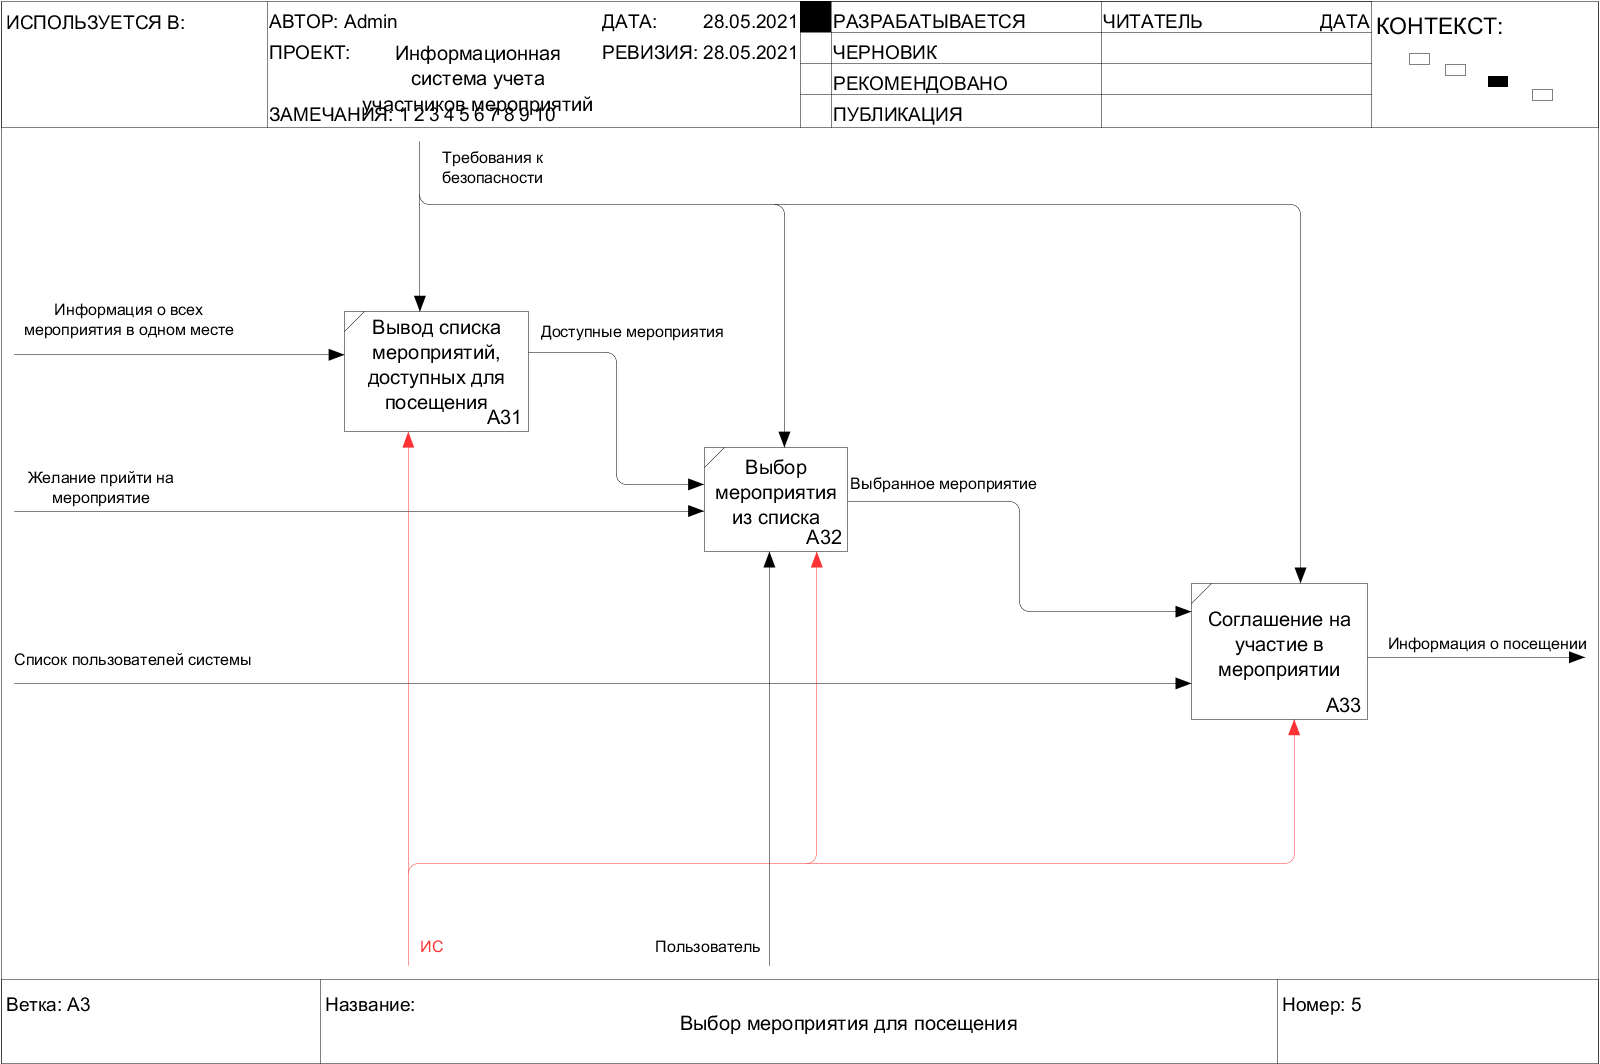 ИСПОЛЬЗУЕТСЯ В:
АВТОР: Admin
ДАТА: 28.05.2021
ПРОЕКТ: Информационная
система учета
участников мероприятий
РЕВИЗИЯ: 28.05.2021
ЗАМЕЧАНИЯ: 1 2 3 4 5 6 7 8 9 10
РАЗРАБАТЫВАЕТСЯ
ЧЕРНОВИК
РЕКОМЕНДОВАНО
ПУБЛИКАЦИЯ
ЧИТАТЕЛЬ ДАТА
КОНТЕКСТ:
Требования к
безопасности
Информация о всех
мероприятия в одном месте
Вывод списка
мероприятий,
доступных для
посещения
А31
Доступные мероприятия
Желание прийти на
мероприятие
Выбор
мероприятия
из списка
А32
Выбранное мероприятие
Список пользователей системы
Соглашение на
участие в
мероприятии
А33
Информация о посещении
ИС
Пользователь
Ветка: А3
Название:
Выбор мероприятия для посещения
Номер: 5